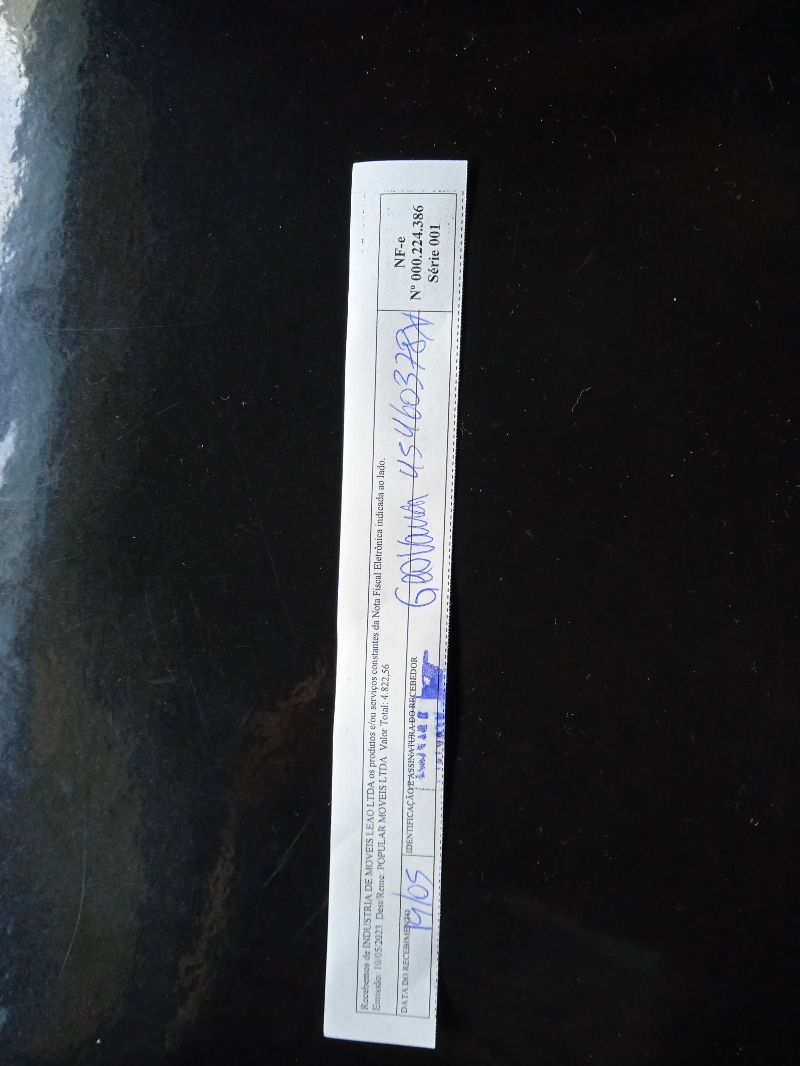 Recebemos de INDUSTRIA DE MOVEIS LEAO LTDA os produtos e/ou serviços constantes da Nota Fiscal Eletrônica indicada ao lado.
Emissão: 10/05/2023 Dest/Reme: POPULAR MOVEIS LTDA Valor Total: 4.822,56
DATA DO RECEBIMENTO
19/05
IDENTIFICAÇÃO E ASSINATURA DO RECEBEDOR
NF-e
Nº 000.224.386
Série 001